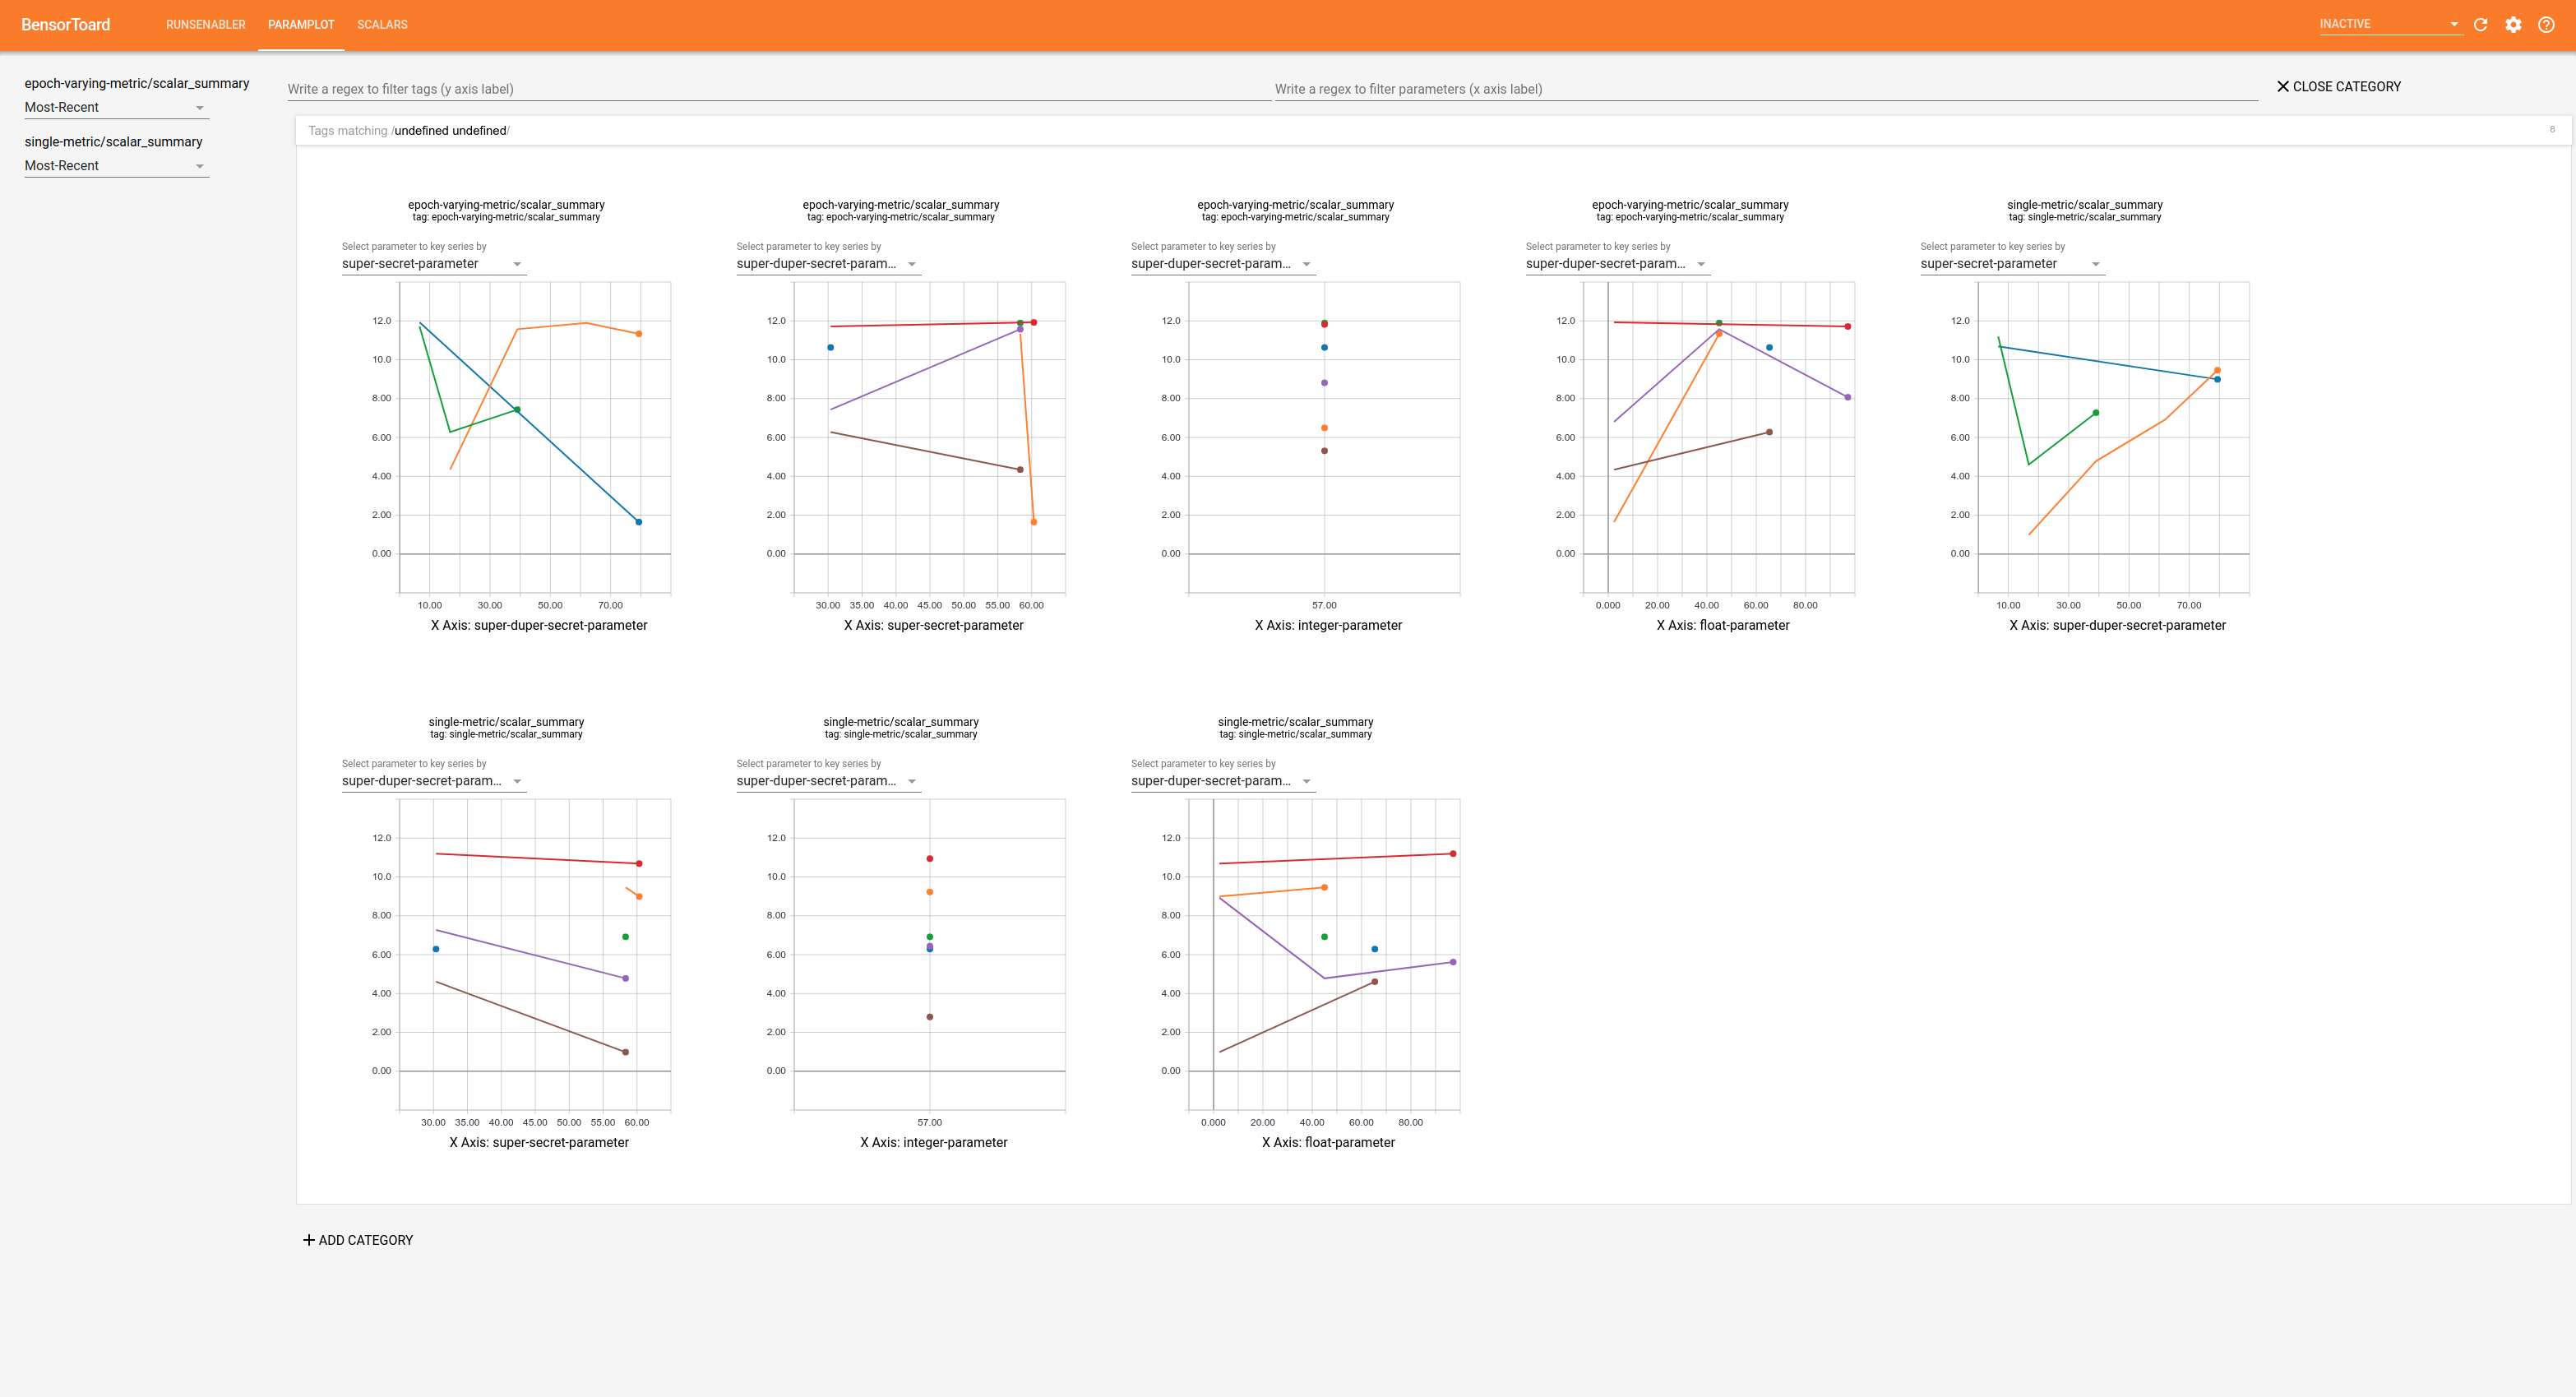 BensorToard RUNSENABLER PARAMPLOT SCALARS INACTIVE
epoch-varying-metric/scalar_summary
Most-Recent
single-metric/scalar_summary
Most-Recent
Write a regex to filter tags (y axis label) Write a regex to filter parameters (x axis label) CLOSE CATEGORY
Tags matching /undefined undefined/ 8
epoch-varying-metric/scalar_summary
tag: epoch-varying-metric/scalar_summary
Select parameter to key series by
super-secret-parameter
12.0
10.0
8.00
6.00
4.00
2.00
0.00
10.00 30.00 50.00 70.00
X Axis: super-duper-secret-parameter
epoch-varying-metric/scalar_summary
tag: epoch-varying-metric/scalar_summary
Select parameter to key series by
super-duper-secret-param...
12.0
10.0
8.00
6.00
4.00
2.00
0.00
30.00 35.00 40.00 45.00 50.00 55.00 60.00
X Axis: super-secret-parameter
epoch-varying-metric/scalar_summary
tag: epoch-varying-metric/scalar_summary
Select parameter to key series by
super-duper-secret-param...
12.0
10.0
8.00
6.00
4.00
2.00
0.00
57.00
X Axis: integer-parameter
epoch-varying-metric/scalar_summary
tag: epoch-varying-metric/scalar_summary
Select parameter to key series by
super-duper-secret-param...
12.0
10.0
8.00
6.00
4.00
2.00
0.00
0.000 20.00 40.00 60.00 80.00
X Axis: float-parameter
single-metric/scalar_summary
tag: single-metric/scalar_summary
Select parameter to key series by
super-secret-parameter
12.0
10.0
8.00
6.00
4.00
2.00
0.00
10.00 30.00 50.00 70.00
X Axis: super-duper-secret-parameter
single-metric/scalar_summary
tag: single-metric/scalar_summary
Select parameter to key series by
super-duper-secret-param...
12.0
10.0
8.00
6.00
4.00
2.00
0.00
30.00 35.00 40.00 45.00 50.00 55.00 60.00
X Axis: super-secret-parameter
single-metric/scalar_summary
tag: single-metric/scalar_summary
Select parameter to key series by
super-duper-secret-param...
12.0
10.0
8.00
6.00
4.00
2.00
0.00
57.00
X Axis: integer-parameter
single-metric/scalar_summary
tag: single-metric/scalar_summary
Select parameter to key series by
super-duper-secret-param...
12.0
10.0
8.00
6.00
4.00
2.00
0.00
0.000 20.00 40.00 60.00 80.00
X Axis: float-parameter
ADD CATEGORY